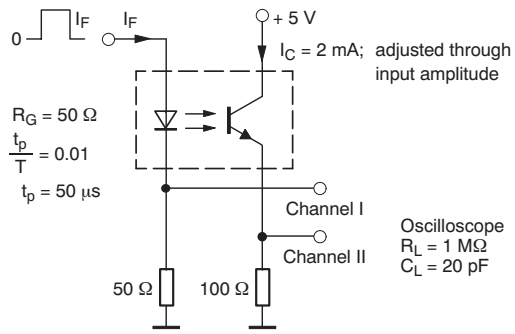 0
I_F
I_F
+ 5 V
I_C = 2 mA; adjusted through
input amplitude
R_G = 50 Ω
t_p
T
= 0.01
t_p = 50 μs
Channel I
Channel II
50 Ω
100 Ω
Oscilloscope
R_L = 1 MΩ
C_L = 20 pF